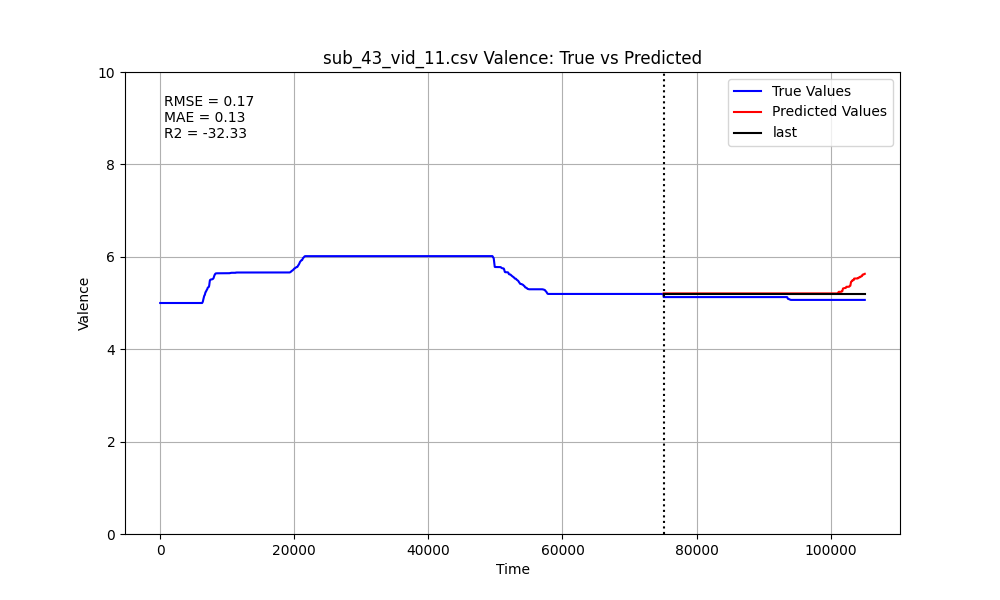 sub_43_vid_11.csv Valence: True vs Predicted
RMSE = 0.17
MAE = 0.13
R2 = -32.33
True Values
Predicted Values
last
Valence
10
8
6
4
2
0
0 20000 40000 60000 80000 100000
Time